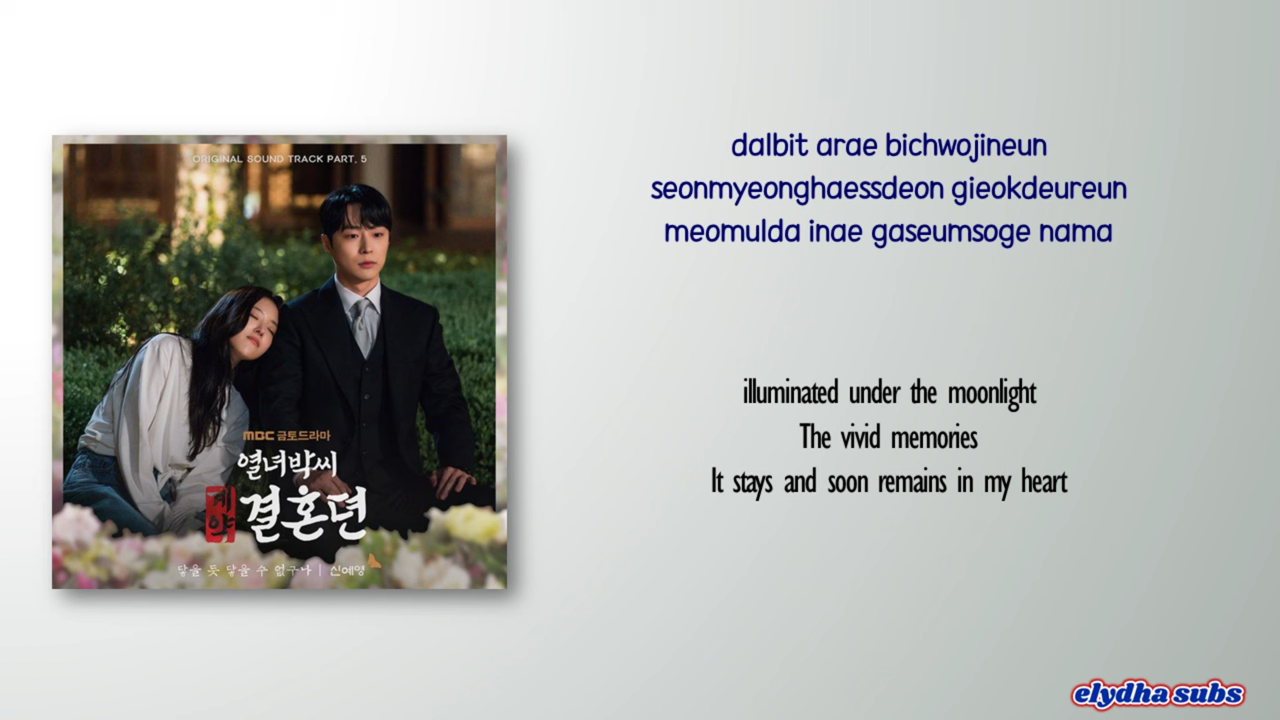 ORIGINAL SOUND TRACK PART. 5
MBC 금토드라마
열녀박씨
계약
결혼뎐
닿을 듯 닿을 수 없구나 | 신예영
dalbit arae bichwojineun
seonmyeonghaessdeon gieokdeureun
meomulda inae gaseumsoge nama
illuminated under the moonlight
The vivid memories
It stays and soon remains in my heart
elydha subs